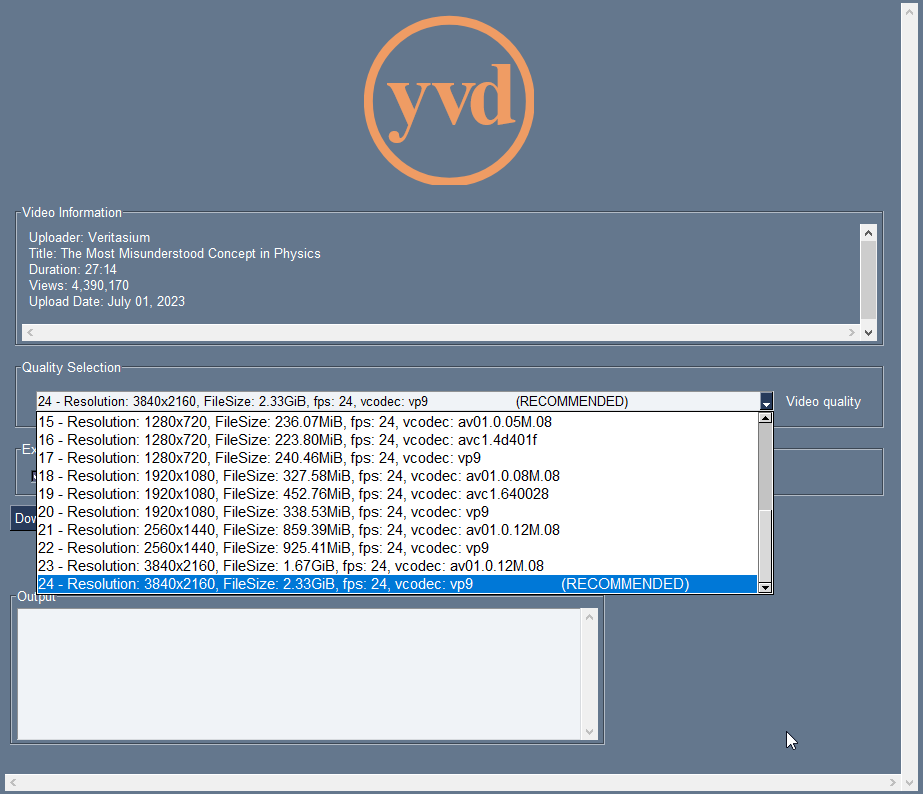 yvd
Video Information
Uploader: Veritasium
Title: The Most Misunderstood Concept in Physics
Duration: 27:14
Views: 4,390,170
Upload Date: July 01, 2023
Quality Selection
24 - Resolution: 3840x2160, FileSize: 2.33GiB, fps: 24, vcodec: vp9 (RECOMMENDED)
Video quality
15 - Resolution: 1280x720, FileSize: 236.07MiB, fps: 24, vcodec: av01.0.05M.08
16 - Resolution: 1280x720, FileSize: 223.80MiB, fps: 24, vcodec: avc1.4d401f
17 - Resolution: 1280x720, FileSize: 240.46MiB, fps: 24, vcodec: vp9
18 - Resolution: 1920x1080, FileSize: 327.58MiB, fps: 24, vcodec: av01.0.08M.08
19 - Resolution: 1920x1080, FileSize: 452.76MiB, fps: 24, vcodec: avc1.640028
20 - Resolution: 1920x1080, FileSize: 338.53MiB, fps: 24, vcodec: vp9
21 - Resolution: 2560x1440, FileSize: 859.39MiB, fps: 24, vcodec: av01.0.12M.08
22 - Resolution: 2560x1440, FileSize: 925.41MiB, fps: 24, vcodec: vp9
23 - Resolution: 3840x2160, FileSize: 1.67GiB, fps: 24, vcodec: av01.0.12M.08
24 - Resolution: 3840x2160, FileSize: 2.33GiB, fps: 24, vcodec: vp9 (RECOMMENDED)
Output